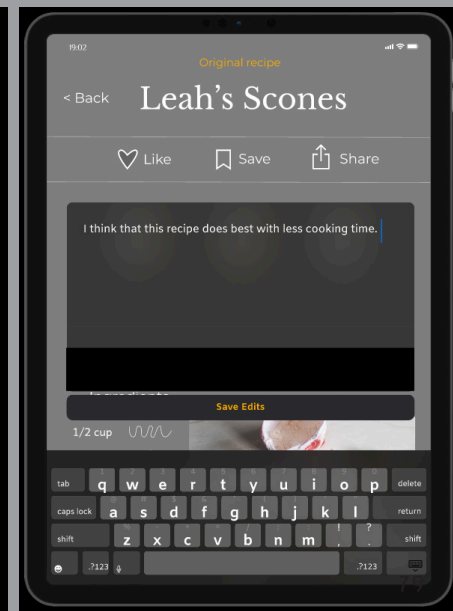 19:02
Original recipe
< Back
Leah's Scones
Like
Save
Share
I think that this recipe does best with less cooking time.
Ingredients
Save Edits
1/2 cup
tab q w e r t y u i o p delete
caps lock a s d f g h j k l return
shift z x c v b n m ! , ? . shift
.?123 .?123